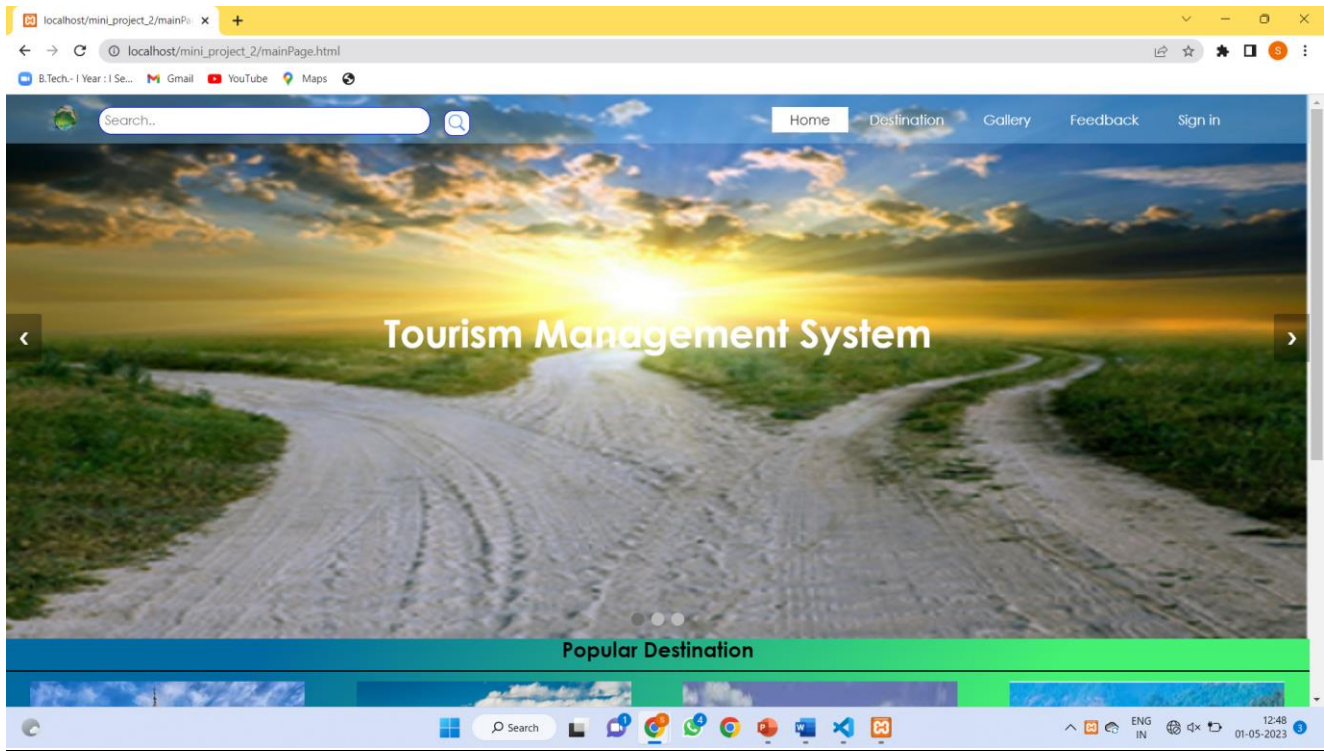 localhost/mini_project_2/mainPa
localhost/mini_project_2/mainPage.html
S
B.Tech.- I Year : I Se... Gmail YouTube Maps
Search.. Home Destination Gallery Feedback Sign in
Tourism Management System
Popular Destination
Search
ENG
IN
12:48
01-05-2023
3